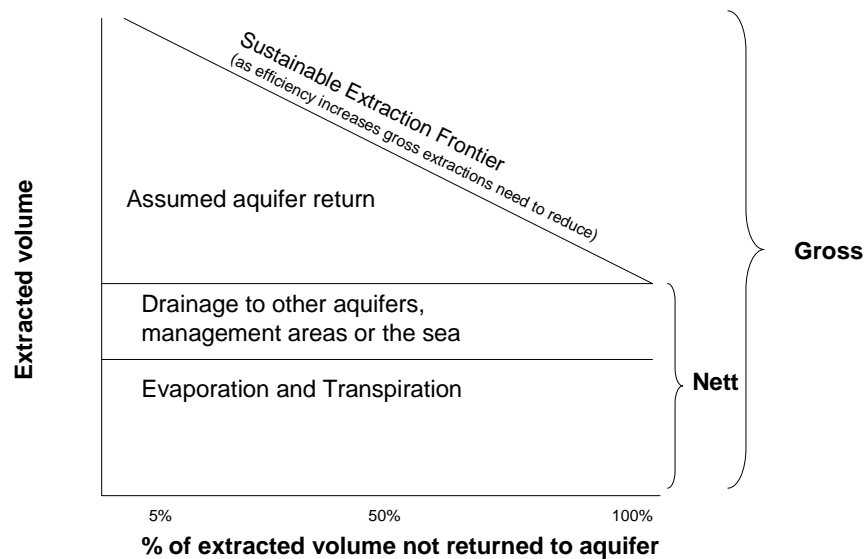 Sustainable Extraction Frontier
(as efficiency increases gross extractions need to reduce)
Assumed aquifer return
Extracted volume
Gross
Drainage to other aquifers,
management areas or the sea
Nett
Evaporation and Transpiration
5% 50% 100%
% of extracted volume not returned to aquifer